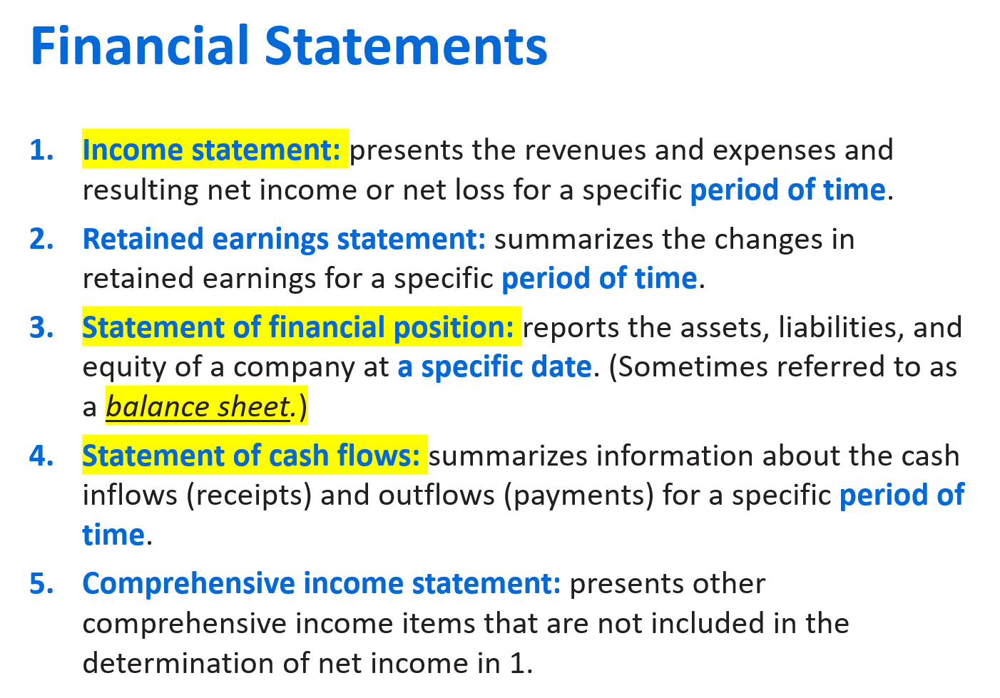 Financial Statements
1. Income statement: presents the revenues and expenses and
resulting net income or net loss for a specific period of time.
2. Retained earnings statement: summarizes the changes in
retained earnings for a specific period of time.
3. Statement of financial position: reports the assets, liabilities, and
equity of a company at a specific date. (Sometimes referred to as
a balance sheet.)
4. Statement of cash flows: summarizes information about the cash
inflows (receipts) and outflows (payments) for a specific period of
time.
5. Comprehensive income statement: presents other
comprehensive income items that are not included in the
determination of net income in 1.